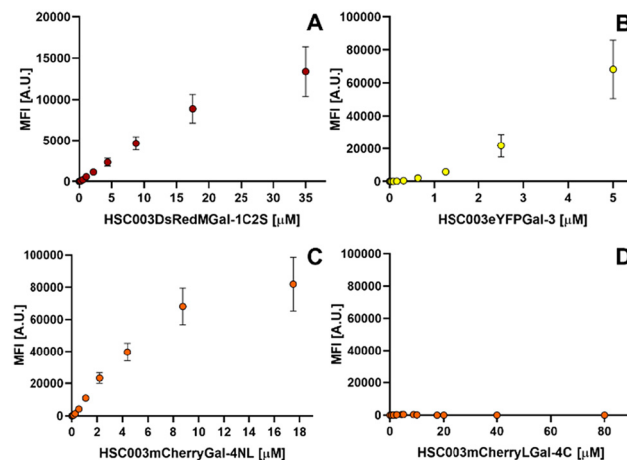 A
20000
15000
10000
5000
0
MFI [A.U.]
0 5 10 15 20 25 30 35
HSC003DsRedMGal-1C2S [μM]
B
100000
80000
60000
40000
20000
0
MFI [A.U.]
0 1 2 3 4 5
HSC003eYFPGal-3 [μM]
C
100000
80000
60000
40000
20000
0
MFI [A.U.]
0 2 4 6 8 10 12 14 16 18
HSC003mCherryGal-4NL [μM]
D
100000
80000
60000
40000
20000
0
MFI [A.U.]
0 20 40 60 80
HSC003mCherryLGal-4C [μM]